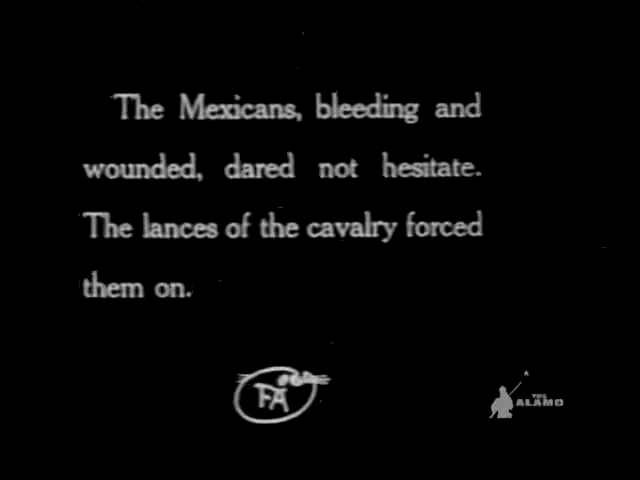 The Mexicans, bleeding and
wounded, dared not hesitate.
The lances of the cavalry forced
them on.
FA
THE
ALAMO